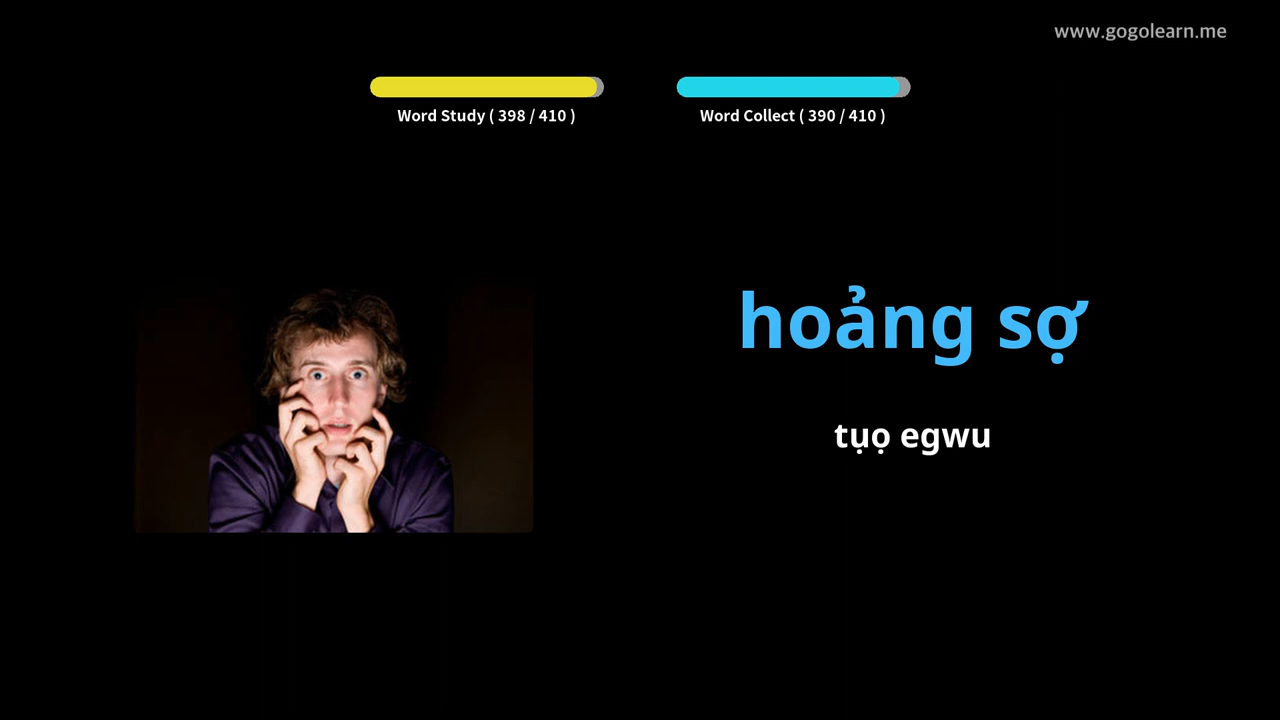 www.gogolearn.me
Word Study ( 398 / 410 )
Word Collect ( 390 / 410 )
hoảng sợ
tụọ egwu